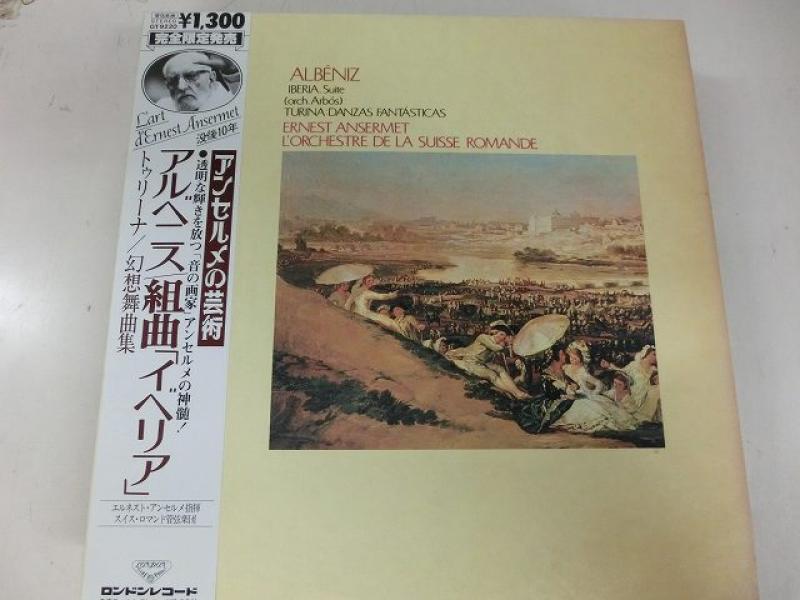 STEREO
GT9220
¥1,300
完全限定発売
L'art
d'Ernest Ansermet
没後10年
アンセルメの芸術
●透明な輝きを放つ「音の画家」アンセルメの神髄！
アルベニス/組曲「イベリア」
トゥリーナ/幻想舞曲集
エルネスト・アンセルメ指揮
スイス・ロマンド管弦楽団
LONDON
ロンドンレコード
ALBÉNIZ
IBERIA. Suite
(orch. Arbós)
TURINA DANZAS FANTÁSTICAS
ERNEST ANSERMET
L'ORCHESTRE DE LA SUISSE ROMANDE